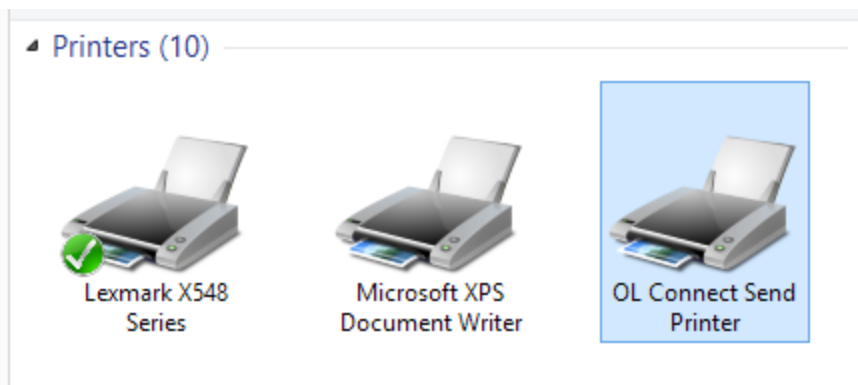 Printers (10)
Lexmark X548
Series
Microsoft XPS
Document Writer
OL Connect Send
Printer